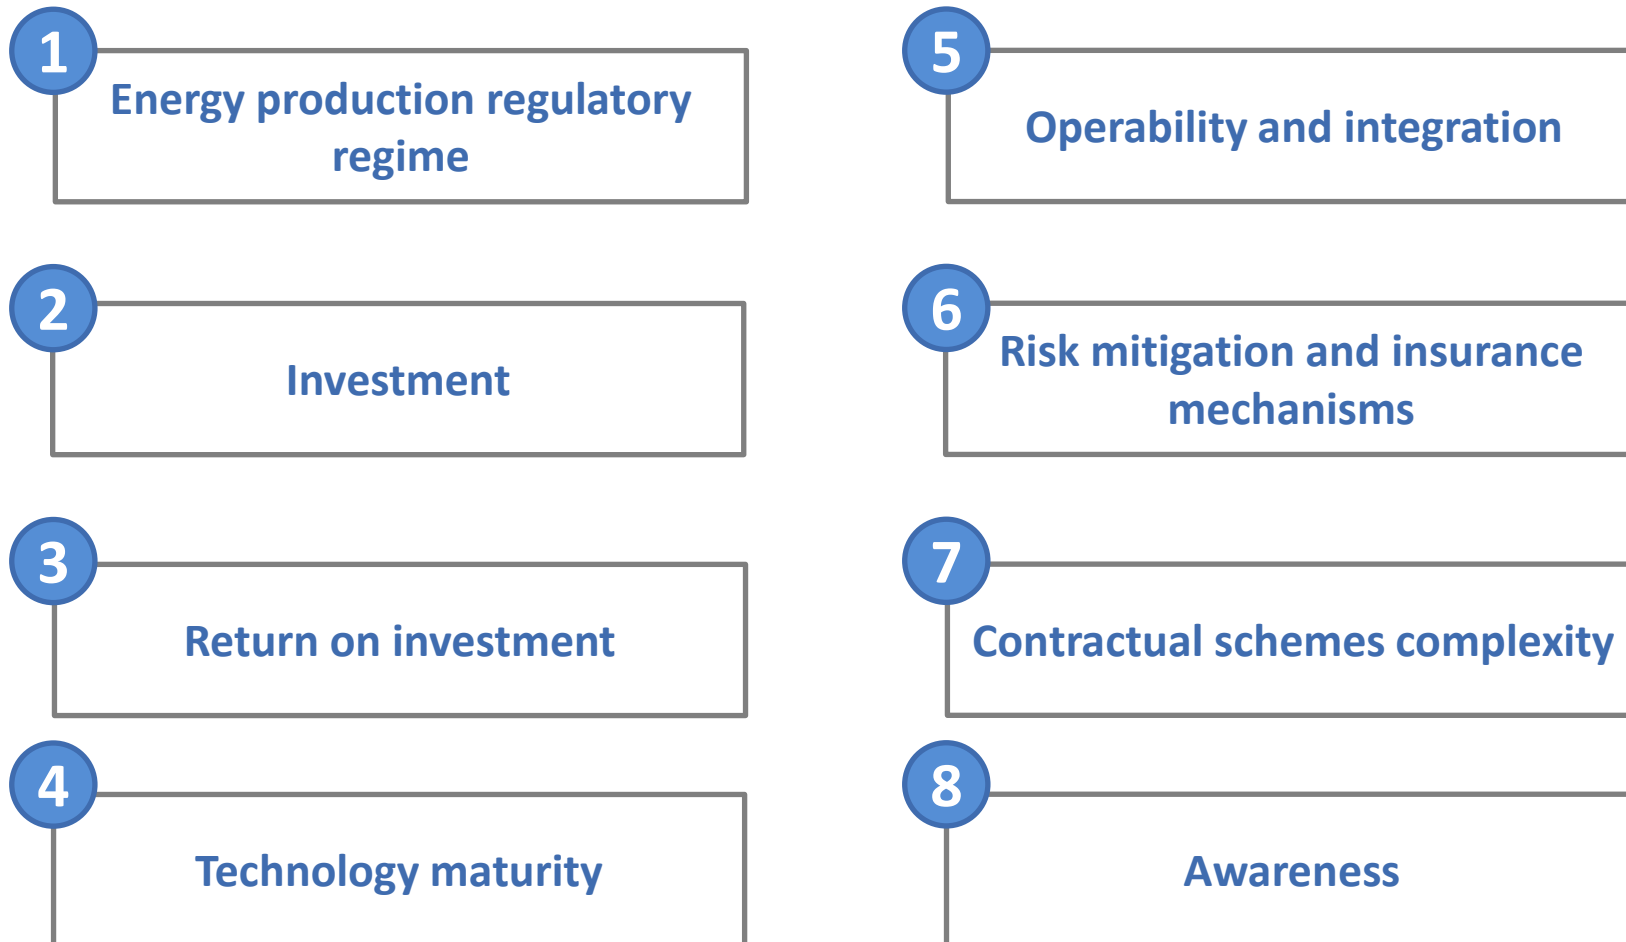 1
Energy production regulatory
regime
2
Investment
3
Return on investment
4
Technology maturity
5
Operability and integration
6
Risk mitigation and insurance
mechanisms
7
Contractual schemes complexity
8
Awareness